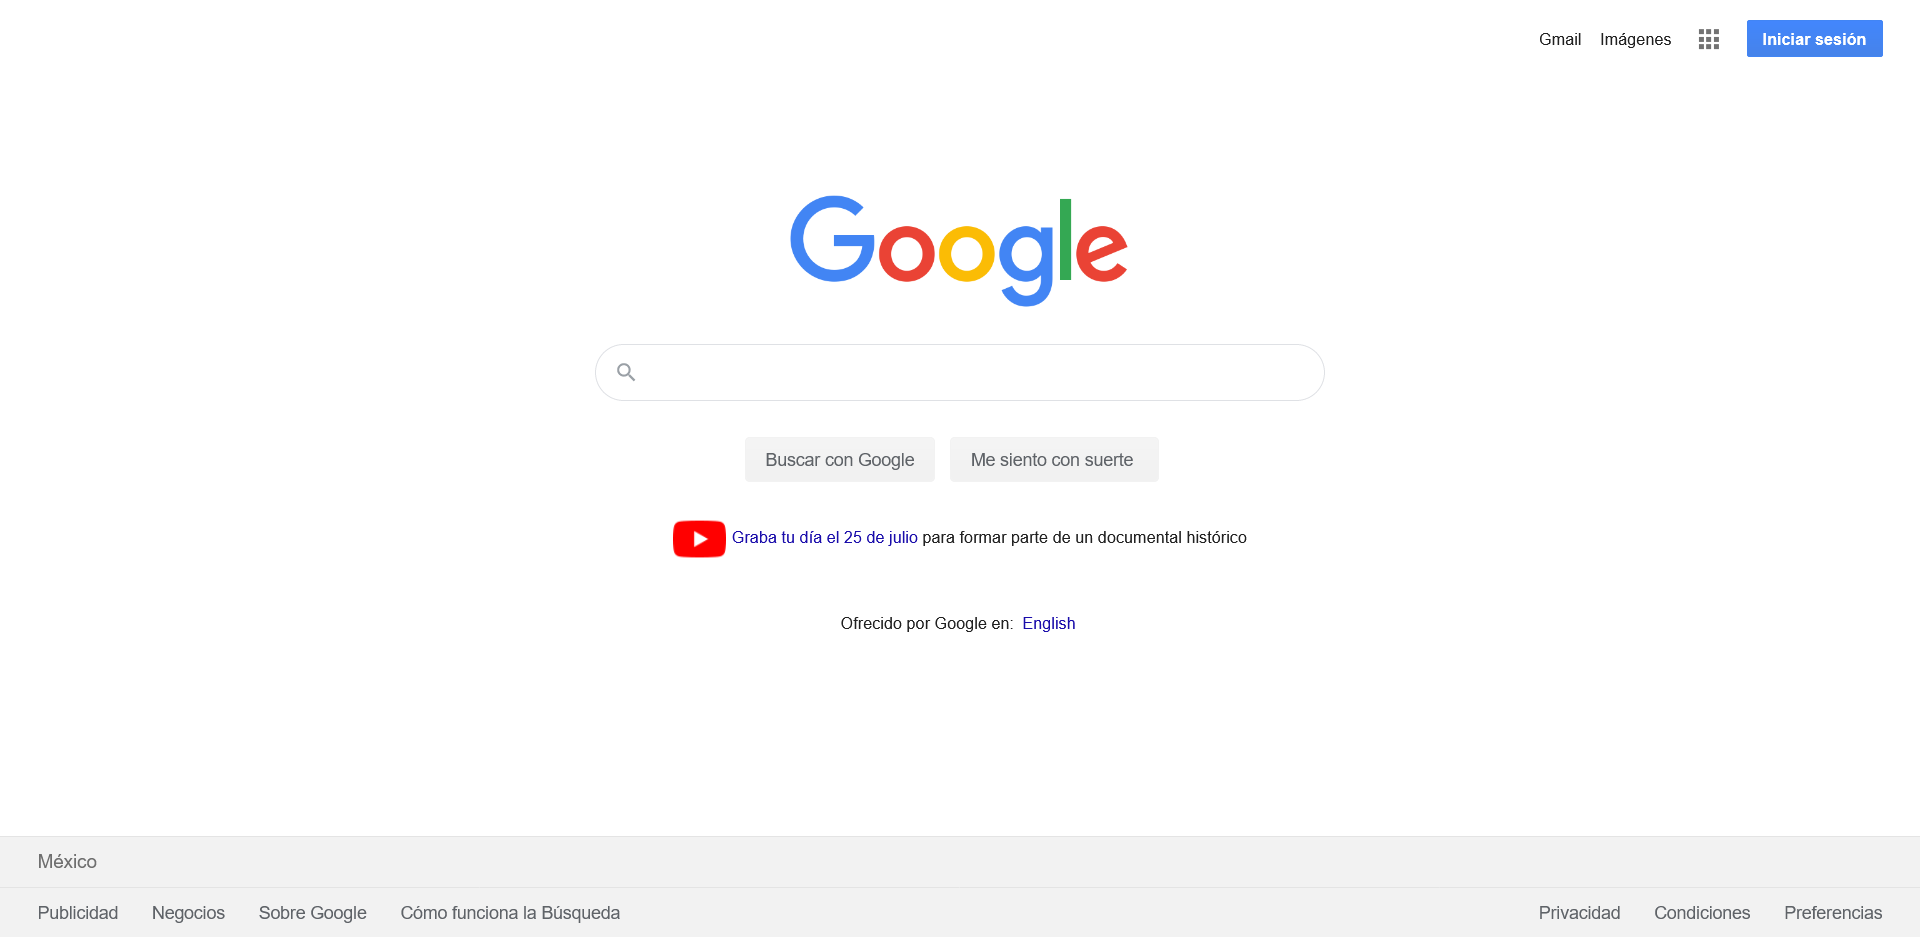 Gmail Imágenes Iniciar sesión
Google
Buscar con Google Me siento con suerte
Graba tu día el 25 de julio para formar parte de un documental histórico
Ofrecido por Google en: English
México
Publicidad Negocios Sobre Google Cómo funciona la Búsqueda Privacidad Condiciones Preferencias